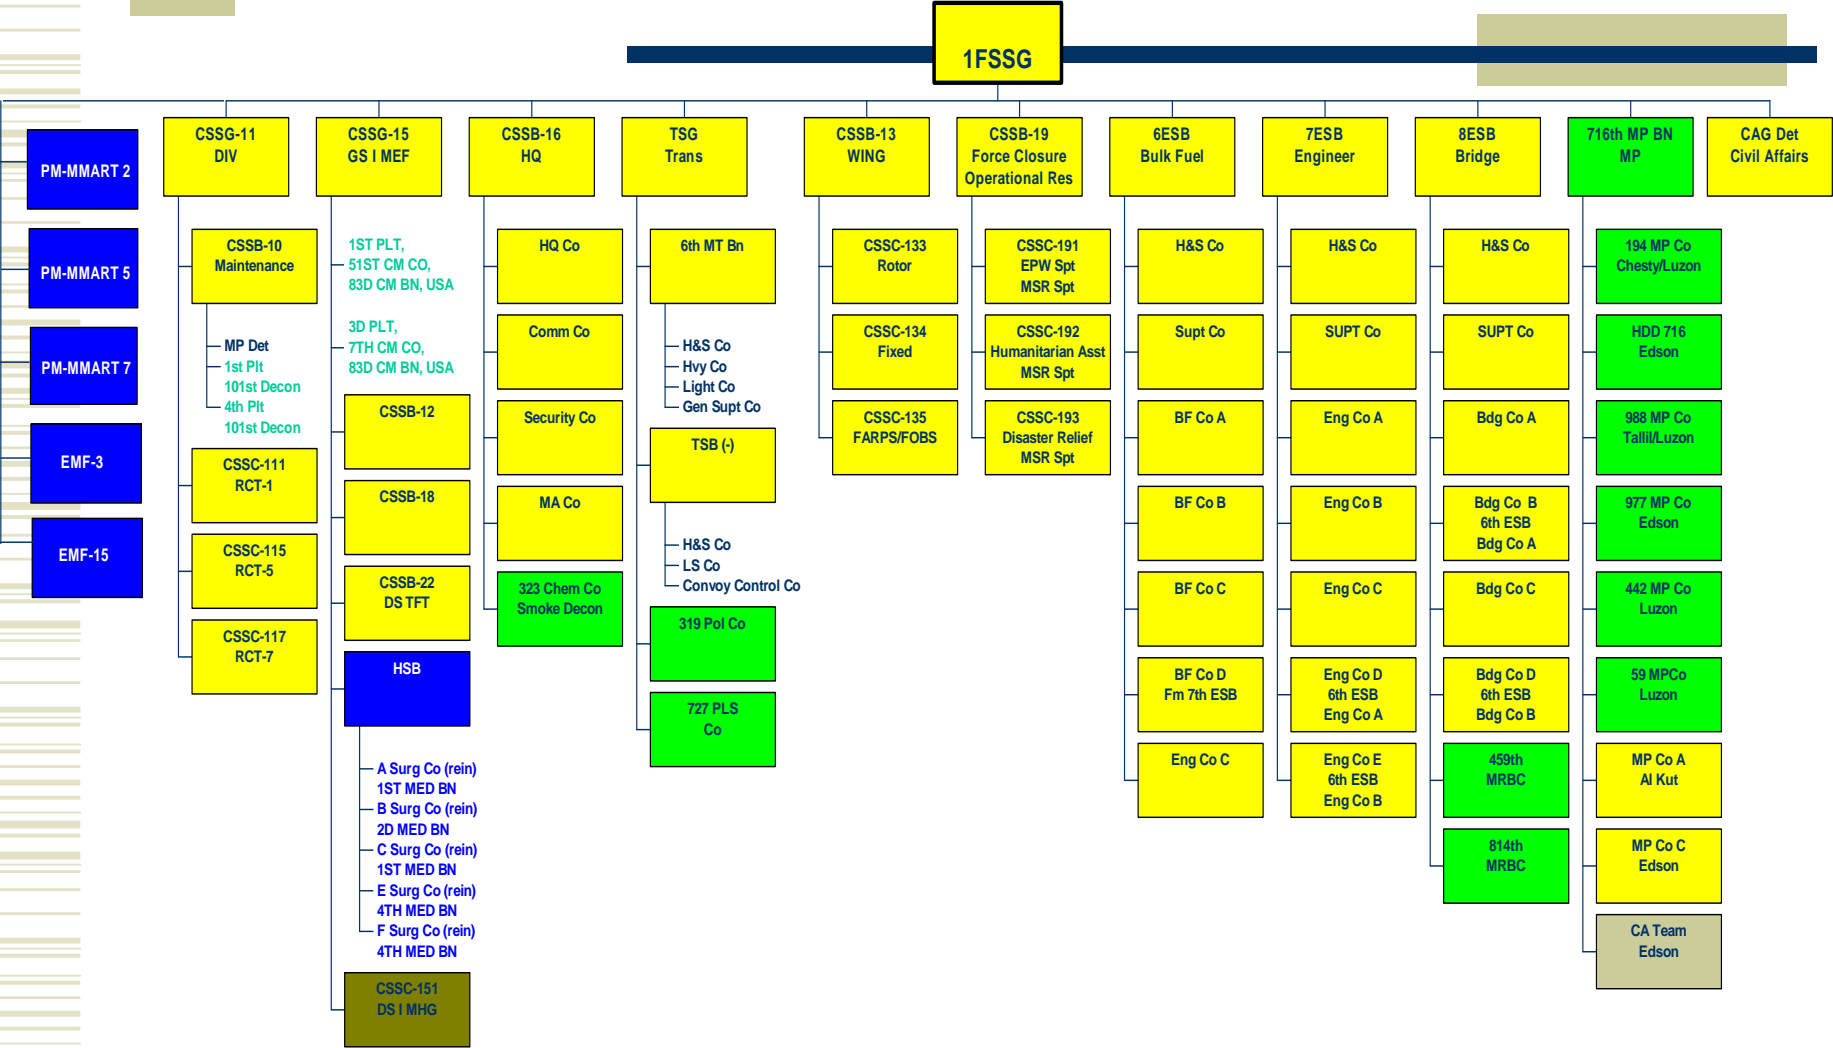 1FSSG
PM-MMART 2
PM-MMART 5
PM-MMART 7
EMF-3
EMF-15
CSSG-11
DIV
CSSB-10
Maintenance
MP Det
1st Plt
101st Decon
4th Plt
101st Decon
CSSC-111
RCT-1
CSSC-115
RCT-5
CSSC-117
RCT-7
CSSG-15
GS I MEF
1ST PLT,
51ST CM CO,
83D CM BN, USA
3D PLT,
7TH CM CO,
83D CM BN, USA
CSSB-12
CSSB-18
CSSB-22
DS TFT
HSB
A Surg Co (rein)
1ST MED BN
B Surg Co (rein)
2D MED BN
C Surg Co (rein)
1ST MED BN
E Surg Co (rein)
4TH MED BN
F Surg Co (rein)
4TH MED BN
CSSC-151
DS I MHG
CSSB-16
HQ
HQ Co
Comm Co
Security Co
MA Co
323 Chem Co
Smoke Decon
TSG
Trans
6th MT Bn
H&S Co
Hvy Co
Light Co
Gen Supt Co
TSB (-)
H&S Co
LS Co
Convoy Control Co
319 Pol Co
727 PLS
Co
CSSB-13
WING
CSSC-133
Rotor
CSSC-134
Fixed
CSSC-135
FARPS/FOBS
CSSB-19
Force Closure
Operational Res
CSSC-191
EPW Spt
MSR Spt
CSSC-192
Humanitarian Asst
MSR Spt
CSSC-193
Disaster Relief
MSR Spt
6ESB
Bulk Fuel
H&S Co
Supt Co
BF Co A
BF Co B
BF Co C
BF Co D
Fm 7th ESB
Eng Co C
7ESB
Engineer
H&S Co
SUPT Co
Eng Co A
Eng Co B
Eng Co C
Eng Co D
6th ESB
Eng Co A
Eng Co E
6th ESB
Eng Co B
8ESB
Bridge
H&S Co
SUPT Co
Bdg Co A
Bdg Co B
6th ESB
Bdg Co A
Bdg Co C
Bdg Co D
6th ESB
Bdg Co B
459th
MRBC
814th
MRBC
716th MP BN
MP
194 MP Co
Chesty/Luzon
HDD 716
Edson
988 MP Co
Tallil/Luzon
977 MP Co
Edson
442 MP Co
Luzon
59 MPCo
Luzon
MP Co A
Al Kut
MP Co C
Edson
CA Team
Edson
CAG Det
Civil Affairs